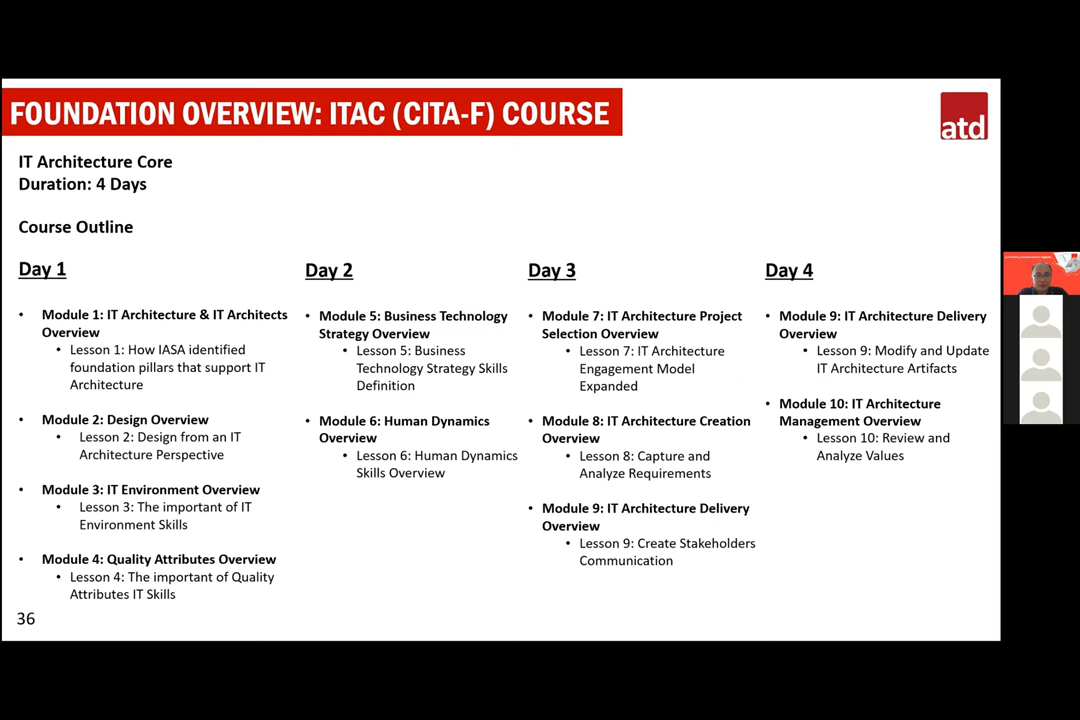 FOUNDATION OVERVIEW: ITAC (CITA-F) COURSE
atd
IT Architecture Core
Duration: 4 Days
Course Outline
Day 1
• Module 1: IT Architecture & IT Architects
Overview
• Lesson 1: How IASA identified
foundation pillars that support IT
Architecture
• Module 2: Design Overview
• Lesson 2: Design from an IT
Architecture Perspective
• Module 3: IT Environment Overview
• Lesson 3: The important of IT
Environment Skills
• Module 4: Quality Attributes Overview
• Lesson 4: The important of Quality
Attributes IT Skills
Day 2
• Module 5: Business Technology
Strategy Overview
• Lesson 5: Business
Technology Strategy Skills
Definition
• Module 6: Human Dynamics
Overview
• Lesson 6: Human Dynamics
Skills Overview
Day 3
• Module 7: IT Architecture Project
Selection Overview
• Lesson 7: IT Architecture
Engagement Model
Expanded
• Module 8: IT Architecture Creation
Overview
• Lesson 8: Capture and
Analyze Requirements
• Module 9: IT Architecture Delivery
Overview
• Lesson 9: Create Stakeholders
Communication
Day 4
• Module 9: IT Architecture Delivery
Overview
• Lesson 9: Modify and Update
IT Architecture Artifacts
• Module 10: IT Architecture
Management Overview
• Lesson 10: Review and
Analyze Values
36